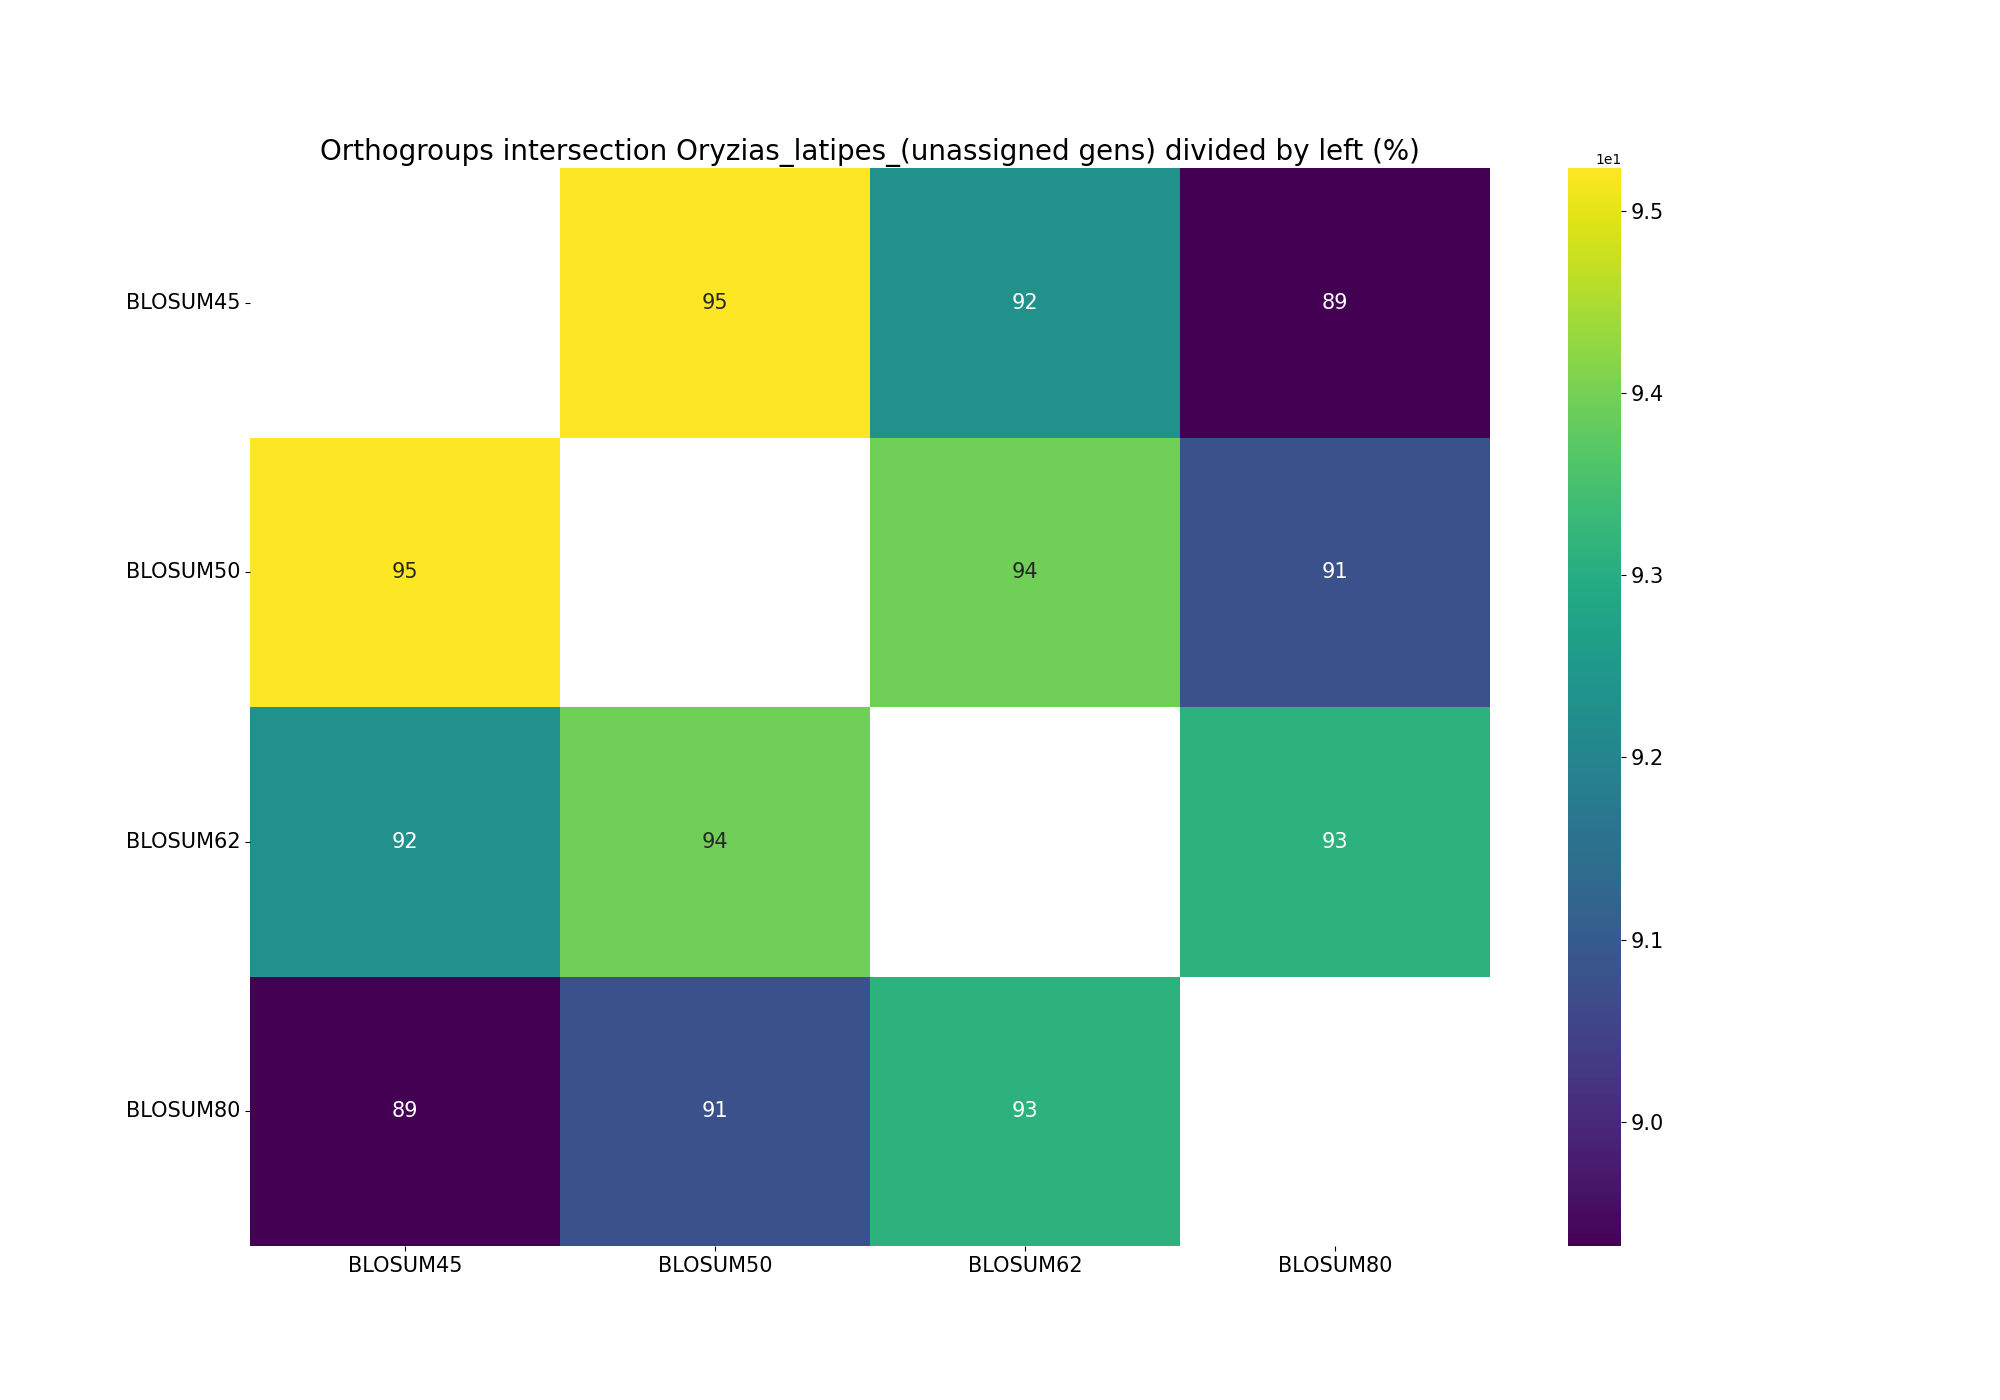 Orthogroups intersection Oryzias_latipes_(unassigned gens) divided by left (%)
1e1
BLOSUM45 95 92 89
BLOSUM50 95 94 91
BLOSUM62 92 94 93
BLOSUM80 89 91 93
BLOSUM45 BLOSUM50 BLOSUM62 BLOSUM80
9.5
9.4
9.3
9.2
9.1
9.0